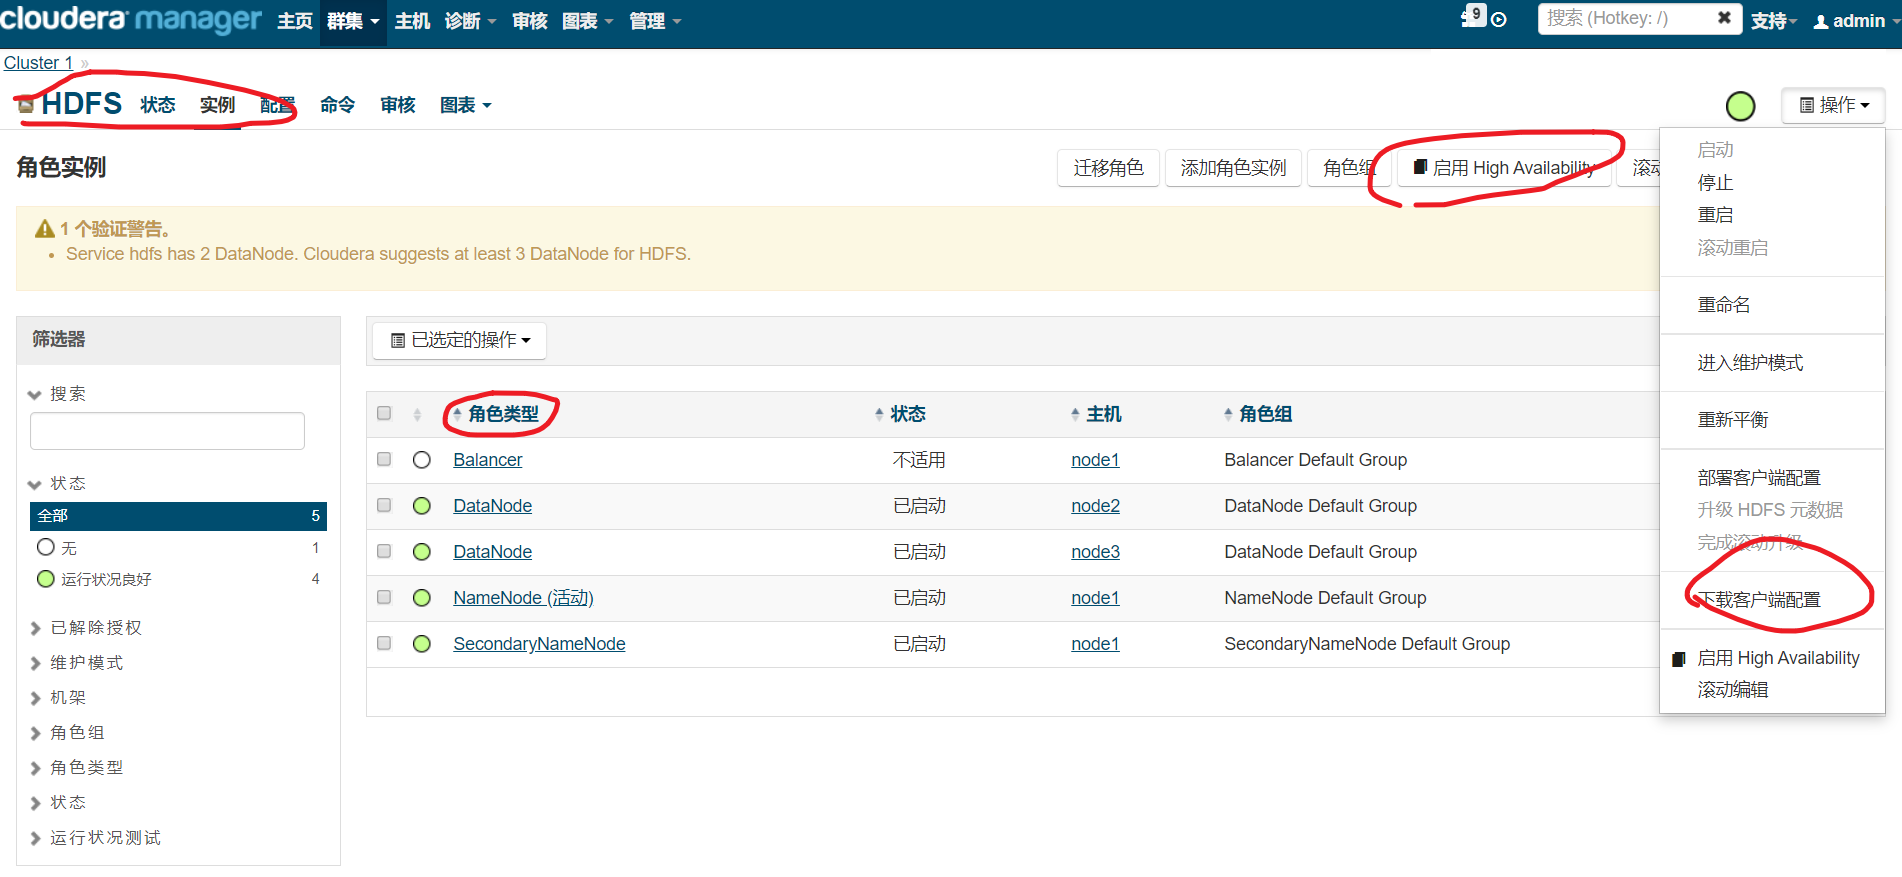 cloudera manager 主页 群集 主机 诊断 审核 图表 管理 9 搜索 (Hotkey: /) 支持 admin
Cluster 1 »
HDFS 状态 实例 配置 命令 审核 图表 操作
角色实例 迁移角色 添加角色实例 角色组 启用 High Availability 滚动
1 个验证警告。
Service hdfs has 2 DataNode. Cloudera suggests at least 3 DataNode for HDFS.
筛选器
搜索
状态
全部 5
无 1
运行状况良好 4
已解除授权
维护模式
机架
角色组
角色类型
状态
运行状况测试
已选定的操作
角色类型 状态 主机 角色组
Balancer 不适用 node1 Balancer Default Group
DataNode 已启动 node2 DataNode Default Group
DataNode 已启动 node3 DataNode Default Group
NameNode (活动) 已启动 node1 NameNode Default Group
SecondaryNameNode 已启动 node1 SecondaryNameNode Default Group
启动
停止
重启
滚动重启
重命名
进入维护模式
重新平衡
部署客户端配置
升级 HDFS 元数据
完成滚动升级
下载客户端配置
启用 High Availability
滚动编辑